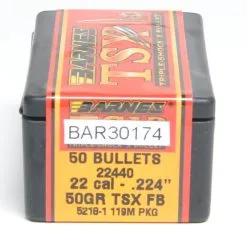 BARNES
TSX
TRIPLE-SHOCK X BULLET
BARNES
BAR30174
50 BULLETS
22440
22 cal - .224"
50GR TSX FB
5218-1 119M PKG